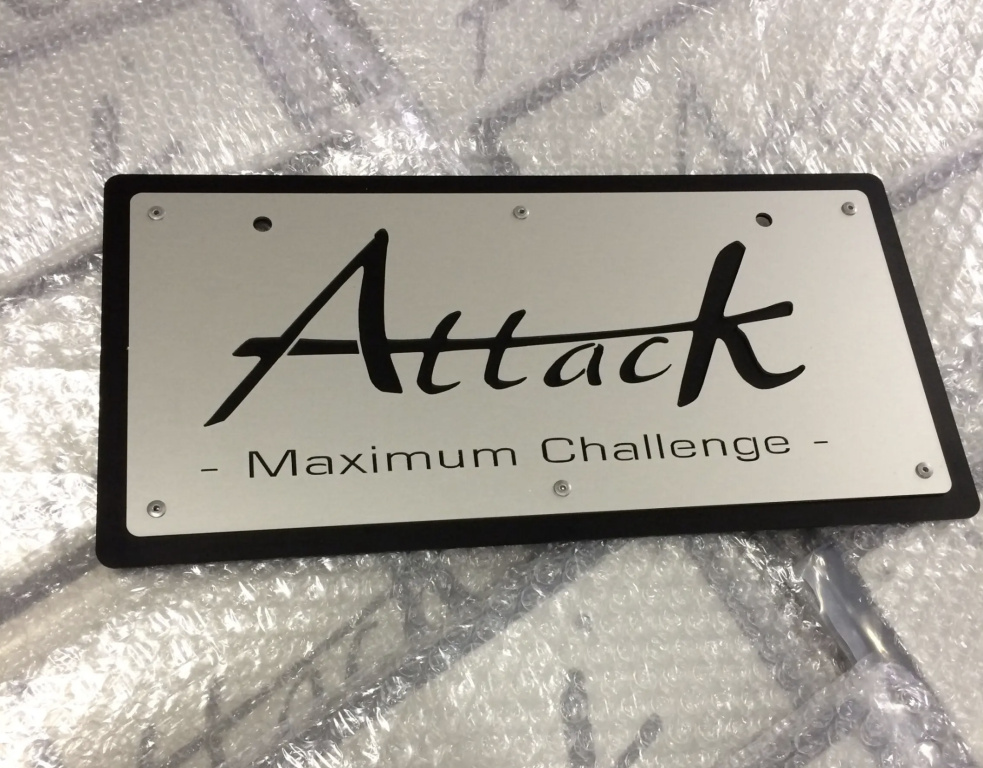 Attack
- Maximum Challenge -